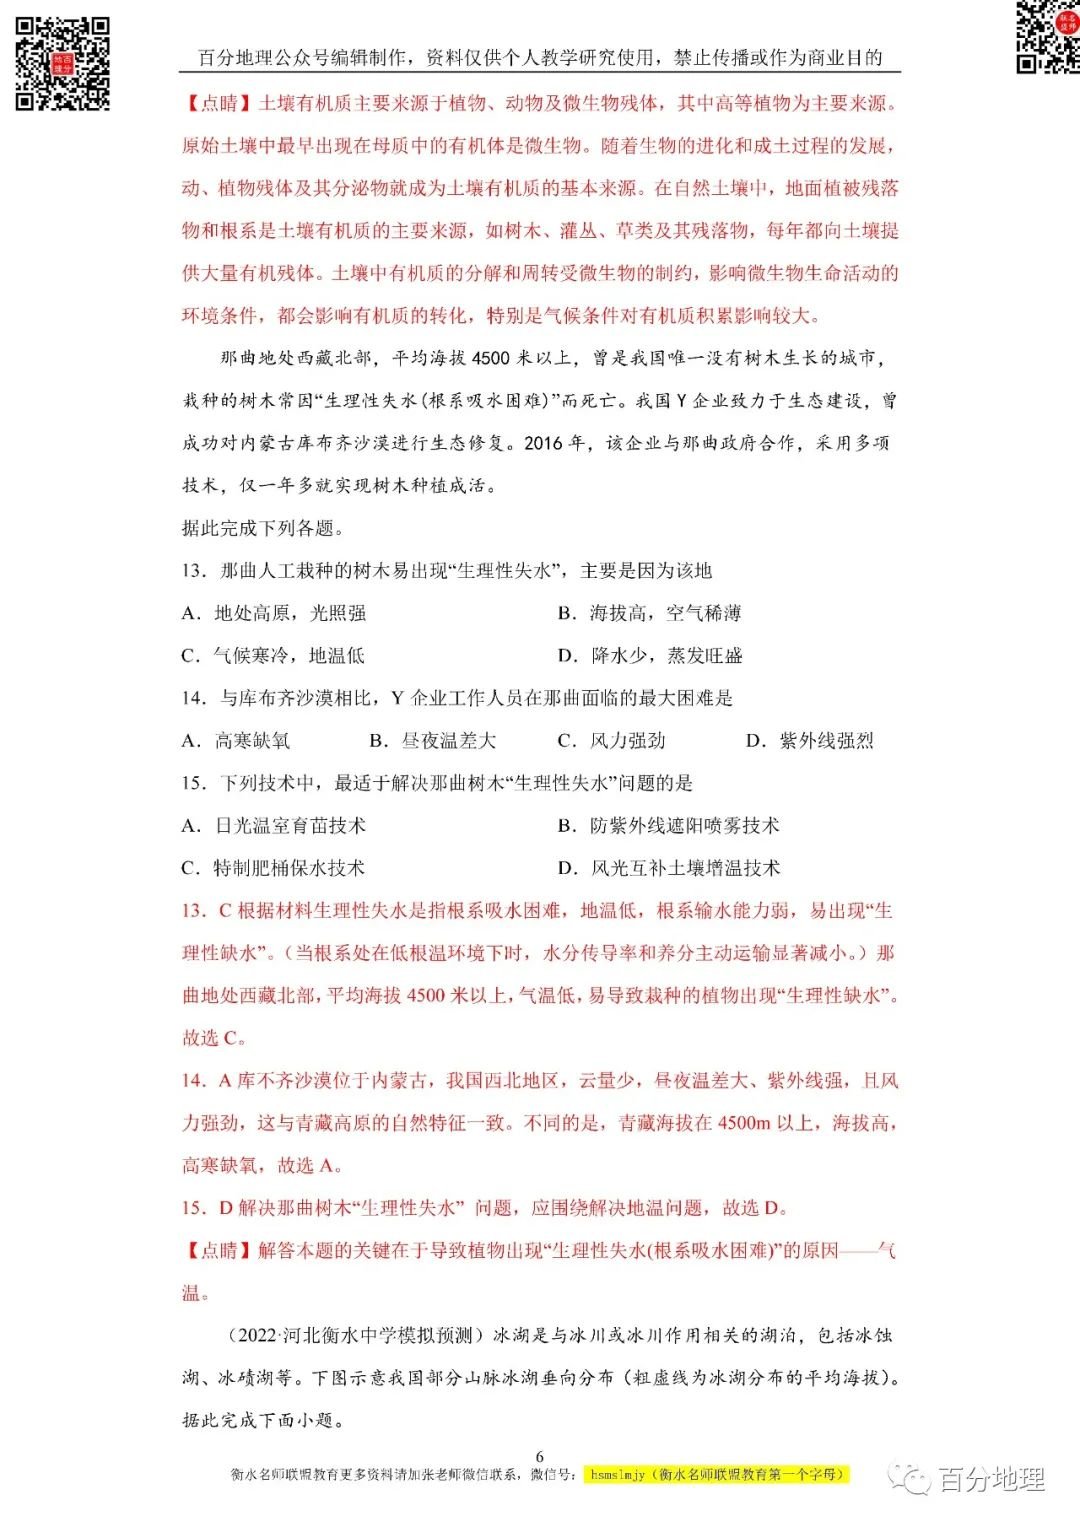 百分地理公众号编辑制作，资料仅供个人教学研究使用，禁止传播或作为商业目的
【点睛】土壤有机质主要来源于植物、动物及微生物残体，其中高等植物为主要来源。
原始土壤中最早出现在母质中的有机体是微生物。随着生物的进化和成土过程的发展，
动、植物残体及其分泌物就成为土壤有机质的基本来源。在自然土壤中，地面植被残落
物和根系是土壤有机质的主要来源，如树木、灌丛、草类及其残落物，每年都向土壤提
供大量有机残体。土壤中有机质的分解和周转受微生物的制约，影响微生物生命活动的
环境条件，都会影响有机质的转化，特别是气候条件对有机质积累影响较大。
那曲地处西藏北部，平均海拔 4500 米以上，曾是我国唯一没有树木生长的城市，
栽种的树木常因“生理性失水(根系吸水困难)”而死亡。我国 Y 企业致力于生态建设，曾
成功对内蒙古库布齐沙漠进行生态修复。2016 年，该企业与那曲政府合作，采用多项
技术，仅一年多就实现树木种植成活。
据此完成下列各题。
13．那曲人工栽种的树木易出现“生理性失水”，主要是因为该地
A．地处高原，光照强 B．海拔高，空气稀薄
C．气候寒冷，地温低 D．降水少，蒸发旺盛
14．与库布齐沙漠相比，Y 企业工作人员在那曲面临的最大困难是
A．高寒缺氧 B．昼夜温差大 C．风力强劲 D．紫外线强烈
15．下列技术中，最适于解决那曲树木“生理性失水”问题的是
A．日光温室育苗技术 B．防紫外线遮阳喷雾技术
C．特制肥桶保水技术 D．风光互补土壤增温技术
13．C 根据材料生理性失水是指根系吸水困难，地温低，根系输水能力弱，易出现“生
理性缺水”。（当根系处在低根温环境下时，水分传导率和养分主动运输显著减小。）那
曲地处西藏北部，平均海拔 4500 米以上，气温低，易导致栽种的植物出现“生理性缺水”。
故选 C。
14．A 库不齐沙漠位于内蒙古，我国西北地区，云量少，昼夜温差大、紫外线强，且风
力强劲，这与青藏高原的自然特征一致。不同的是，青藏海拔在 4500m 以上，海拔高，
高寒缺氧，故选 A。
15．D 解决那曲树木“生理性失水” 问题，应围绕解决地温问题，故选 D。
【点睛】解答本题的关键在于导致植物出现“生理性失水(根系吸水困难)”的原因——气
温。
（2022·河北衡水中学模拟预测）冰湖是与冰川或冰川作用相关的湖泊，包括冰蚀
湖、冰碛湖等。下图示意我国部分山脉冰湖垂向分布（粗虚线为冰湖分布的平均海拔）。
据此完成下面小题。
6
衡水名师联盟教育更多资料请加张老师微信联系，微信号： hsmslmjy（衡水名师联盟教育第一个字母）
百分地理